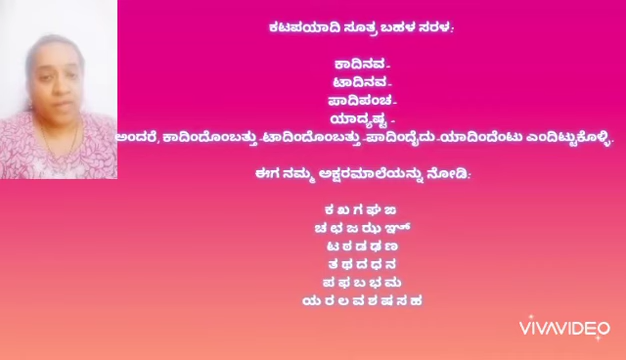 ಕಟಪಯಾದಿ ಸೂತ್ರ ಬಹಳ ಸರಳ:
ಕಾದಿನವ-
ಟಾದಿನವ-
ಪಾದಿಪಂಚ-
ಯಾದ್ಯಷ್ಟ -
ಅಂದರೆ, ಕಾದಿಂದೊಂಬತ್ತು-ಟಾದಿಂದೊಂಬತ್ತು-ಪಾದಿಂದೈದು-ಯಾದಿಂದೆಂಟು ಎಂದಿಟ್ಟುಕೊಳ್ಳಿ.
ಈಗ ನಮ್ಮ ಅಕ್ಷರಮಾಲೆಯನ್ನು ನೋಡಿ:
ಕ ಖ ಗ ಘ ಙ
ಚ ಛ ಜ ಝ ಞ್
ಟ ಠ ಡ ಢ ಣ
ತ ಥ ದ ಧ ನ
ಪ ಫ ಬ ಭ ಮ
ಯ ರ ಲ ವ ಶ ಷ ಸ ಹ
VIVAVIDEO